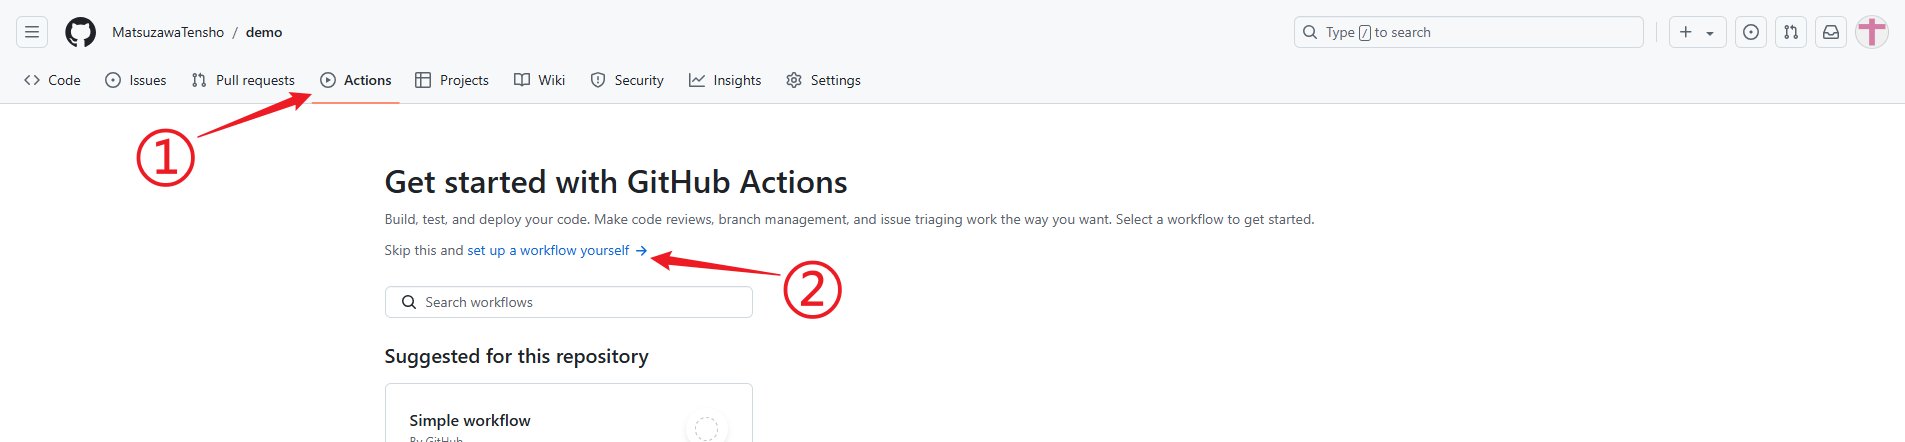 MatsuzawaTensho / demo
Type / to search
Code Issues Pull requests Actions Projects Wiki Security Insights Settings
①
Get started with GitHub Actions
Build, test, and deploy your code. Make code reviews, branch management, and issue triaging work the way you want. Select a workflow to get started.
Skip this and set up a workflow yourself →
②
Search workflows
Suggested for this repository
Simple workflow
By GitHub